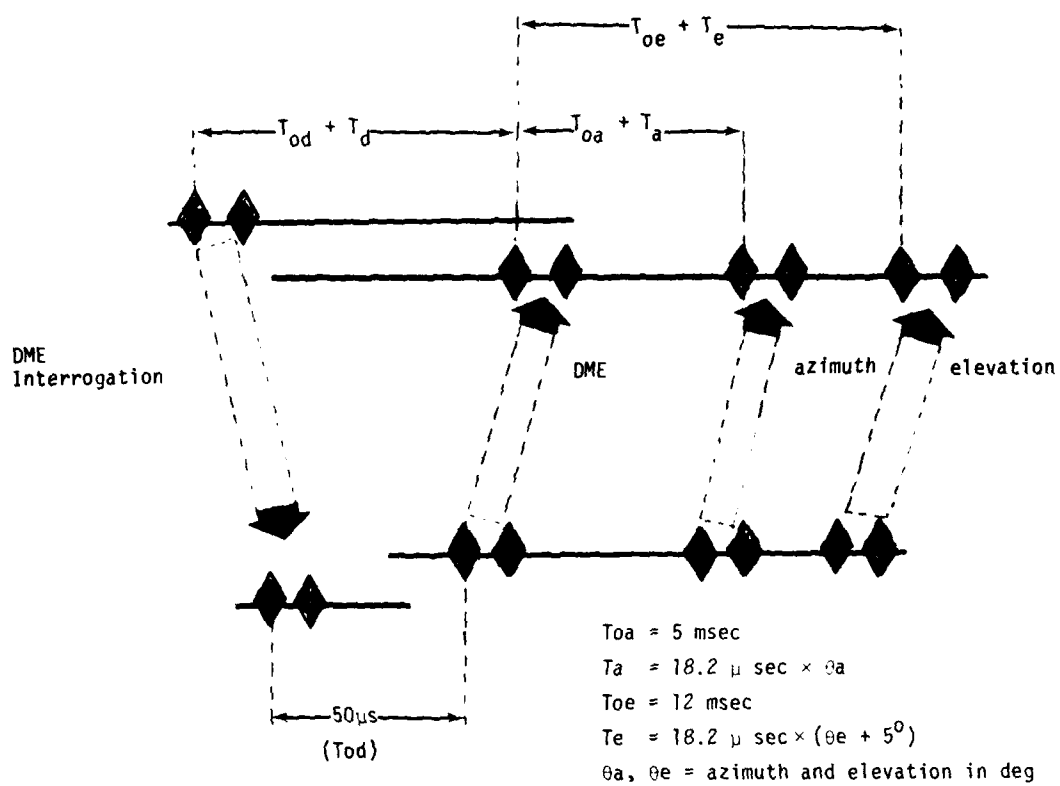 T_oe + T_e
T_od + T_d
T_oa + T_a
DME
Interrogation
DME
azimuth
elevation
50μs
(Tod)
Toa = 5 msec
Ta = 18.2 μ sec × θa
Toe = 12 msec
Te = 18.2 μ sec × (θe + 5⁰)
θa, θe = azimuth and elevation in deg